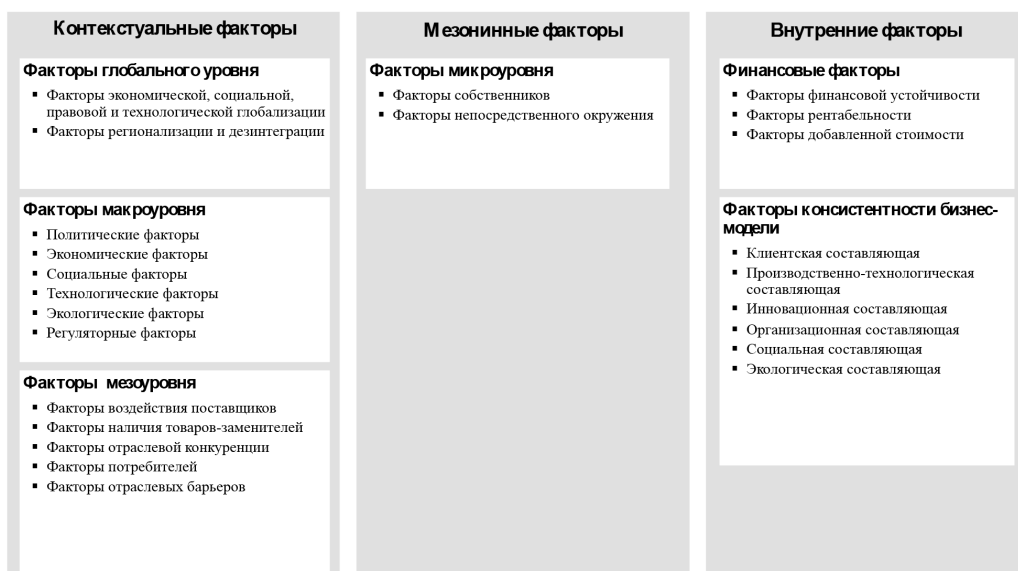 Контекстуальные факторы
Факторы глобального уровня
▪ Факторы экономической, социальной,
правовой и технологической глобализации
▪ Факторы регионализации и дезинтеграции
Факторы макроуровня
▪ Политические факторы
▪ Экономические факторы
▪ Социальные факторы
▪ Технологические факторы
▪ Экологические факторы
▪ Регуляторные факторы
Факторы мезоуровня
▪ Факторы воздействия поставщиков
▪ Факторы наличия товаров-заменителей
▪ Факторы отраслевой конкуренции
▪ Факторы потребителей
▪ Факторы отраслевых барьеров
Мезонинные факторы
Факторы микроуровня
▪ Факторы собственников
▪ Факторы непосредственного окружения
Внутренние факторы
Финансовые факторы
▪ Факторы финансовой устойчивости
▪ Факторы рентабельности
▪ Факторы добавленной стоимости
Факторы консистентности бизнес-
модели
▪ Клиентская составляющая
▪ Производственно-технологическая
составляющая
▪ Инновационная составляющая
▪ Организационная составляющая
▪ Социальная составляющая
▪ Экологическая составляющая